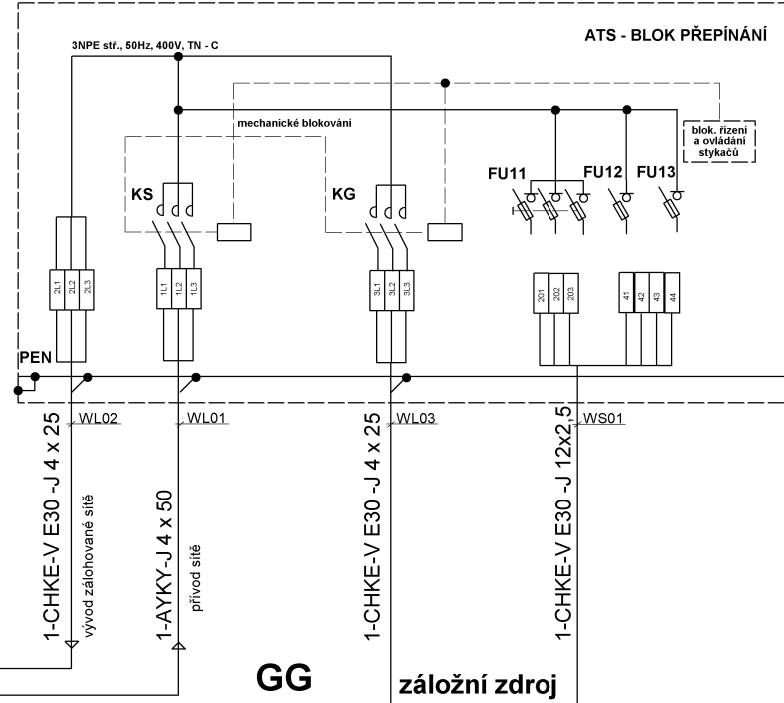 ATS - BLOK PŘEPÍNÁNÍ
3NPE stř., 50Hz, 400V, TN - C
mechanické blokování
blok. řízení
a ovládání
stykačů
KS
KG
FU11
FU12
FU13
2L1
2L2
2L3
1L1
1L2
1L3
3L1
3L2
3L3
201
202
203
41
42
43
44
PEN
WL02
WL01
WL03
WS01
1-CHKE-V E30 -J 4 x 25
vývod zálohované sítě
1-AYKY-J 4 x 50
přívod sítě
1-CHKE-V E30 -J 4 x 25
1-CHKE-V E30 -J 12x2,5
GG
záložní zdroj